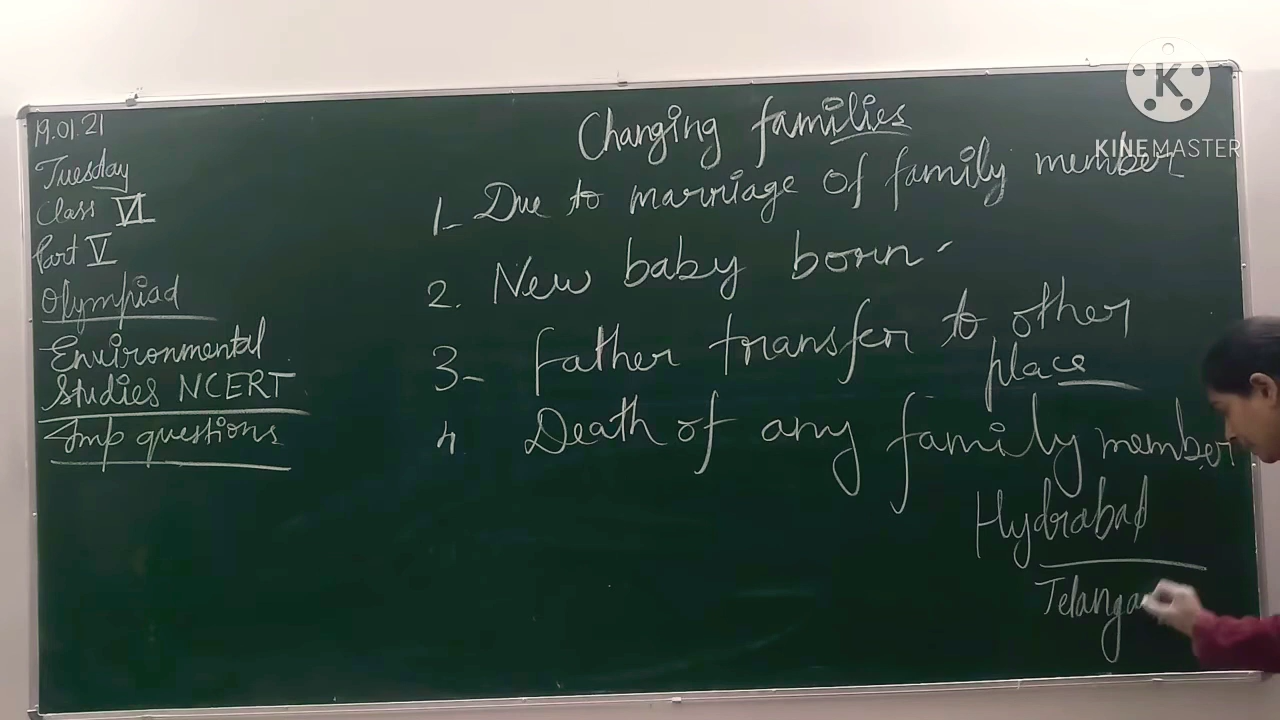 19.01.21
Tuesday
Class VI
Part V
Olympiad
Environmental
Studies NCERT
Imp questions
Changing families
1- Due to marriage of family member
2. New baby born
3- Father transfer to other
place
4 Death of any family member
Hydrabad
Telanga
K
KINEMASTER